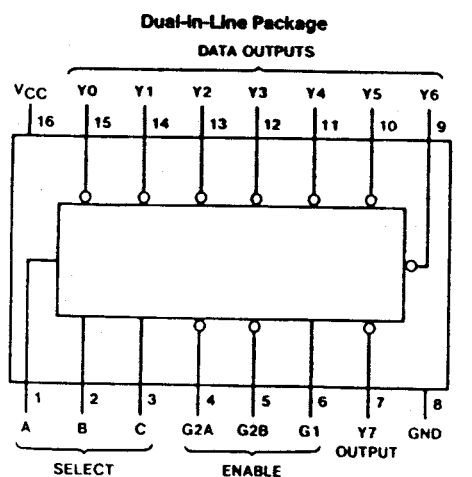 Dual-In-Line Package
DATA OUTPUTS
VCC Y0 Y1 Y2 Y3 Y4 Y5 Y6
16 15 14 13 12 11 10 9
1 2 3 4 5 6 7 8
A B C G2A G2B G1 Y7 GND
OUTPUT
SELECT ENABLE